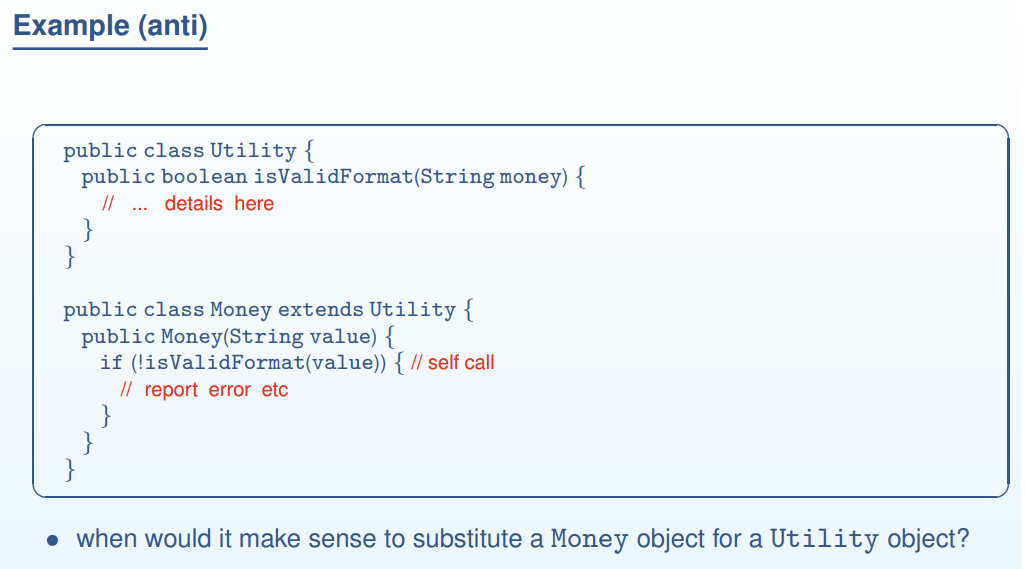 Example (anti)
public class Utility {
public boolean isValidFormat(String money) {
// ... details here
}
}
public class Money extends Utility {
public Money(String value) {
if (!isValidFormat(value)) { // self call
// report error etc
}
}
}
• when would it make sense to substitute a Money object for a Utility object?